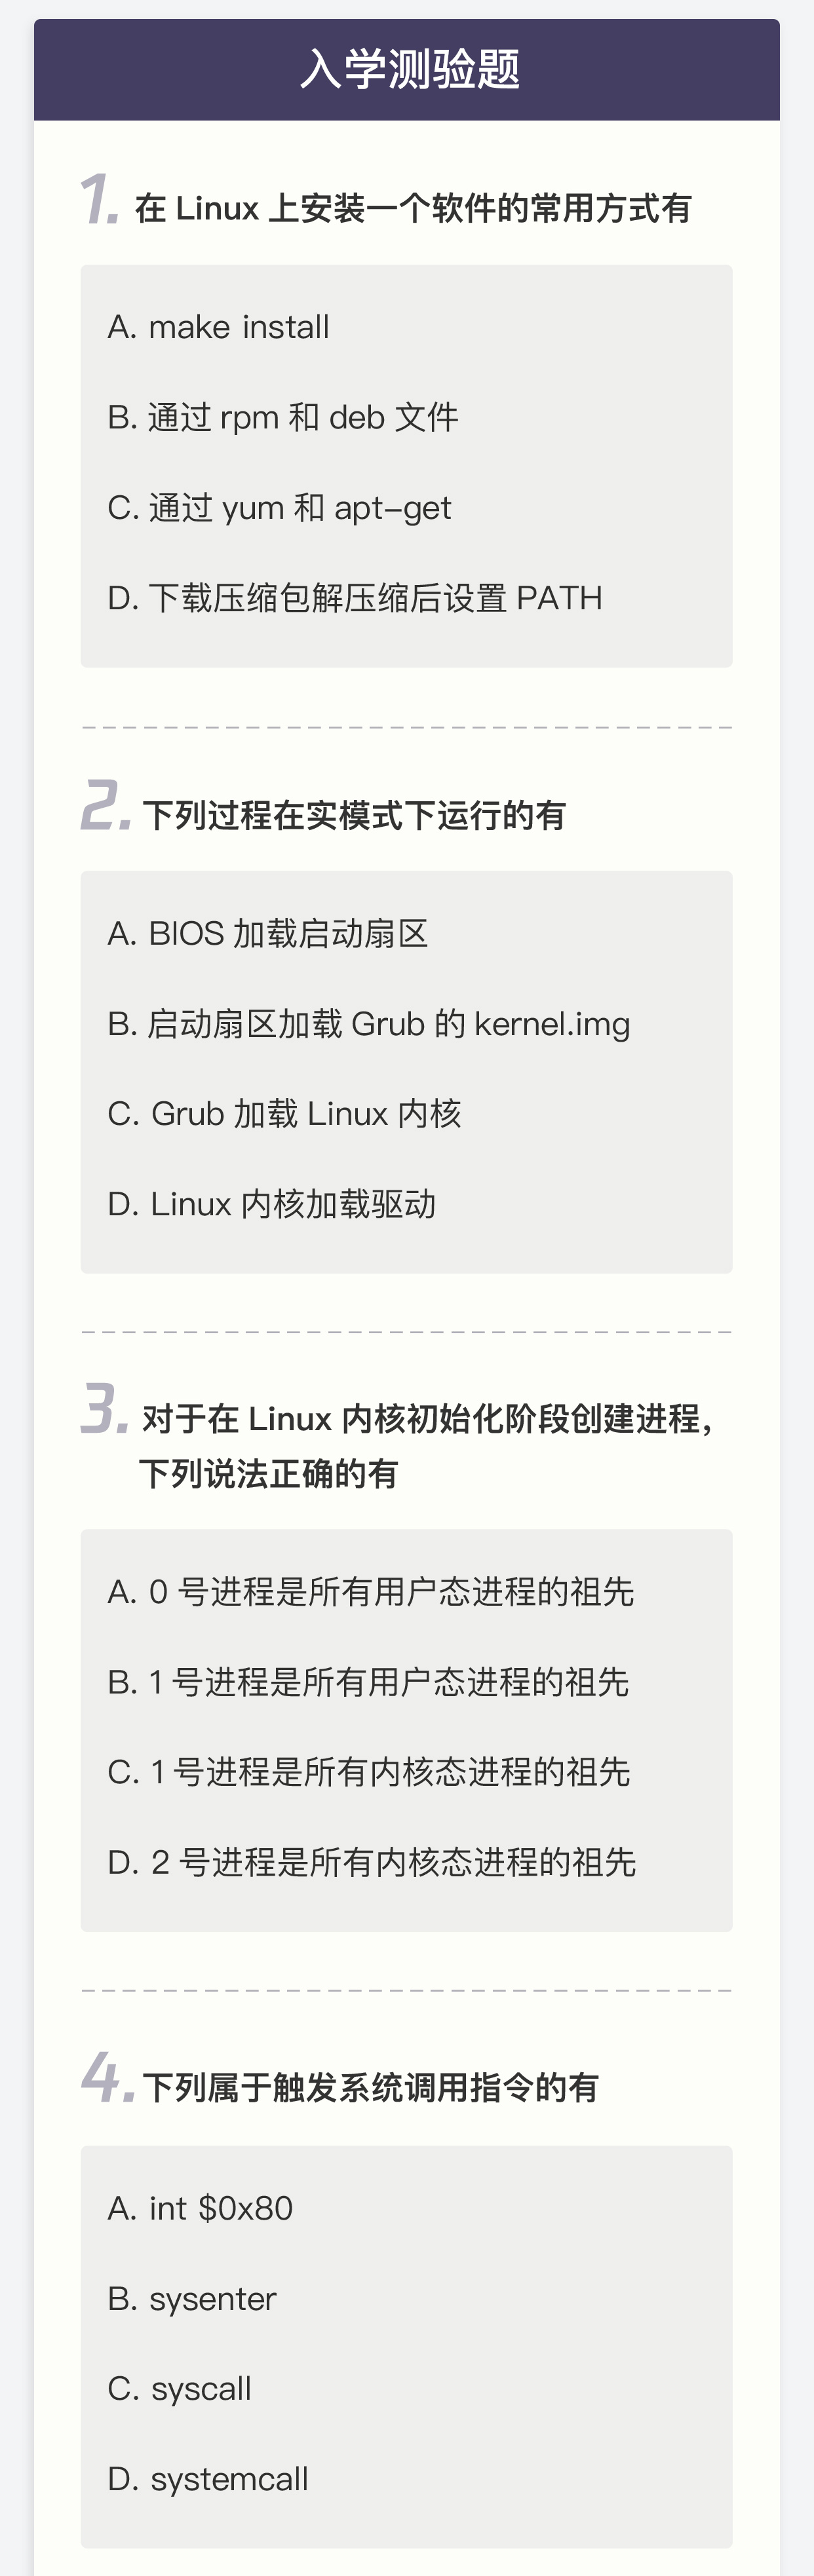 入学测验题
1. 在 Linux 上安装一个软件的常用方式有
A. make install
B. 通过 rpm 和 deb 文件
C. 通过 yum 和 apt-get
D. 下载压缩包解压缩后设置 PATH
2. 下列过程在实模式下运行的有
A. BIOS 加载启动扇区
B. 启动扇区加载 Grub 的 kernel.img
C. Grub 加载 Linux 内核
D. Linux 内核加载驱动
3. 对于在 Linux 内核初始化阶段创建进程，
下列说法正确的有
A. 0 号进程是所有用户态进程的祖先
B. 1 号进程是所有用户态进程的祖先
C. 1 号进程是所有内核态进程的祖先
D. 2 号进程是所有内核态进程的祖先
4. 下列属于触发系统调用指令的有
A. int $0x80
B. sysenter
C. syscall
D. systemcall